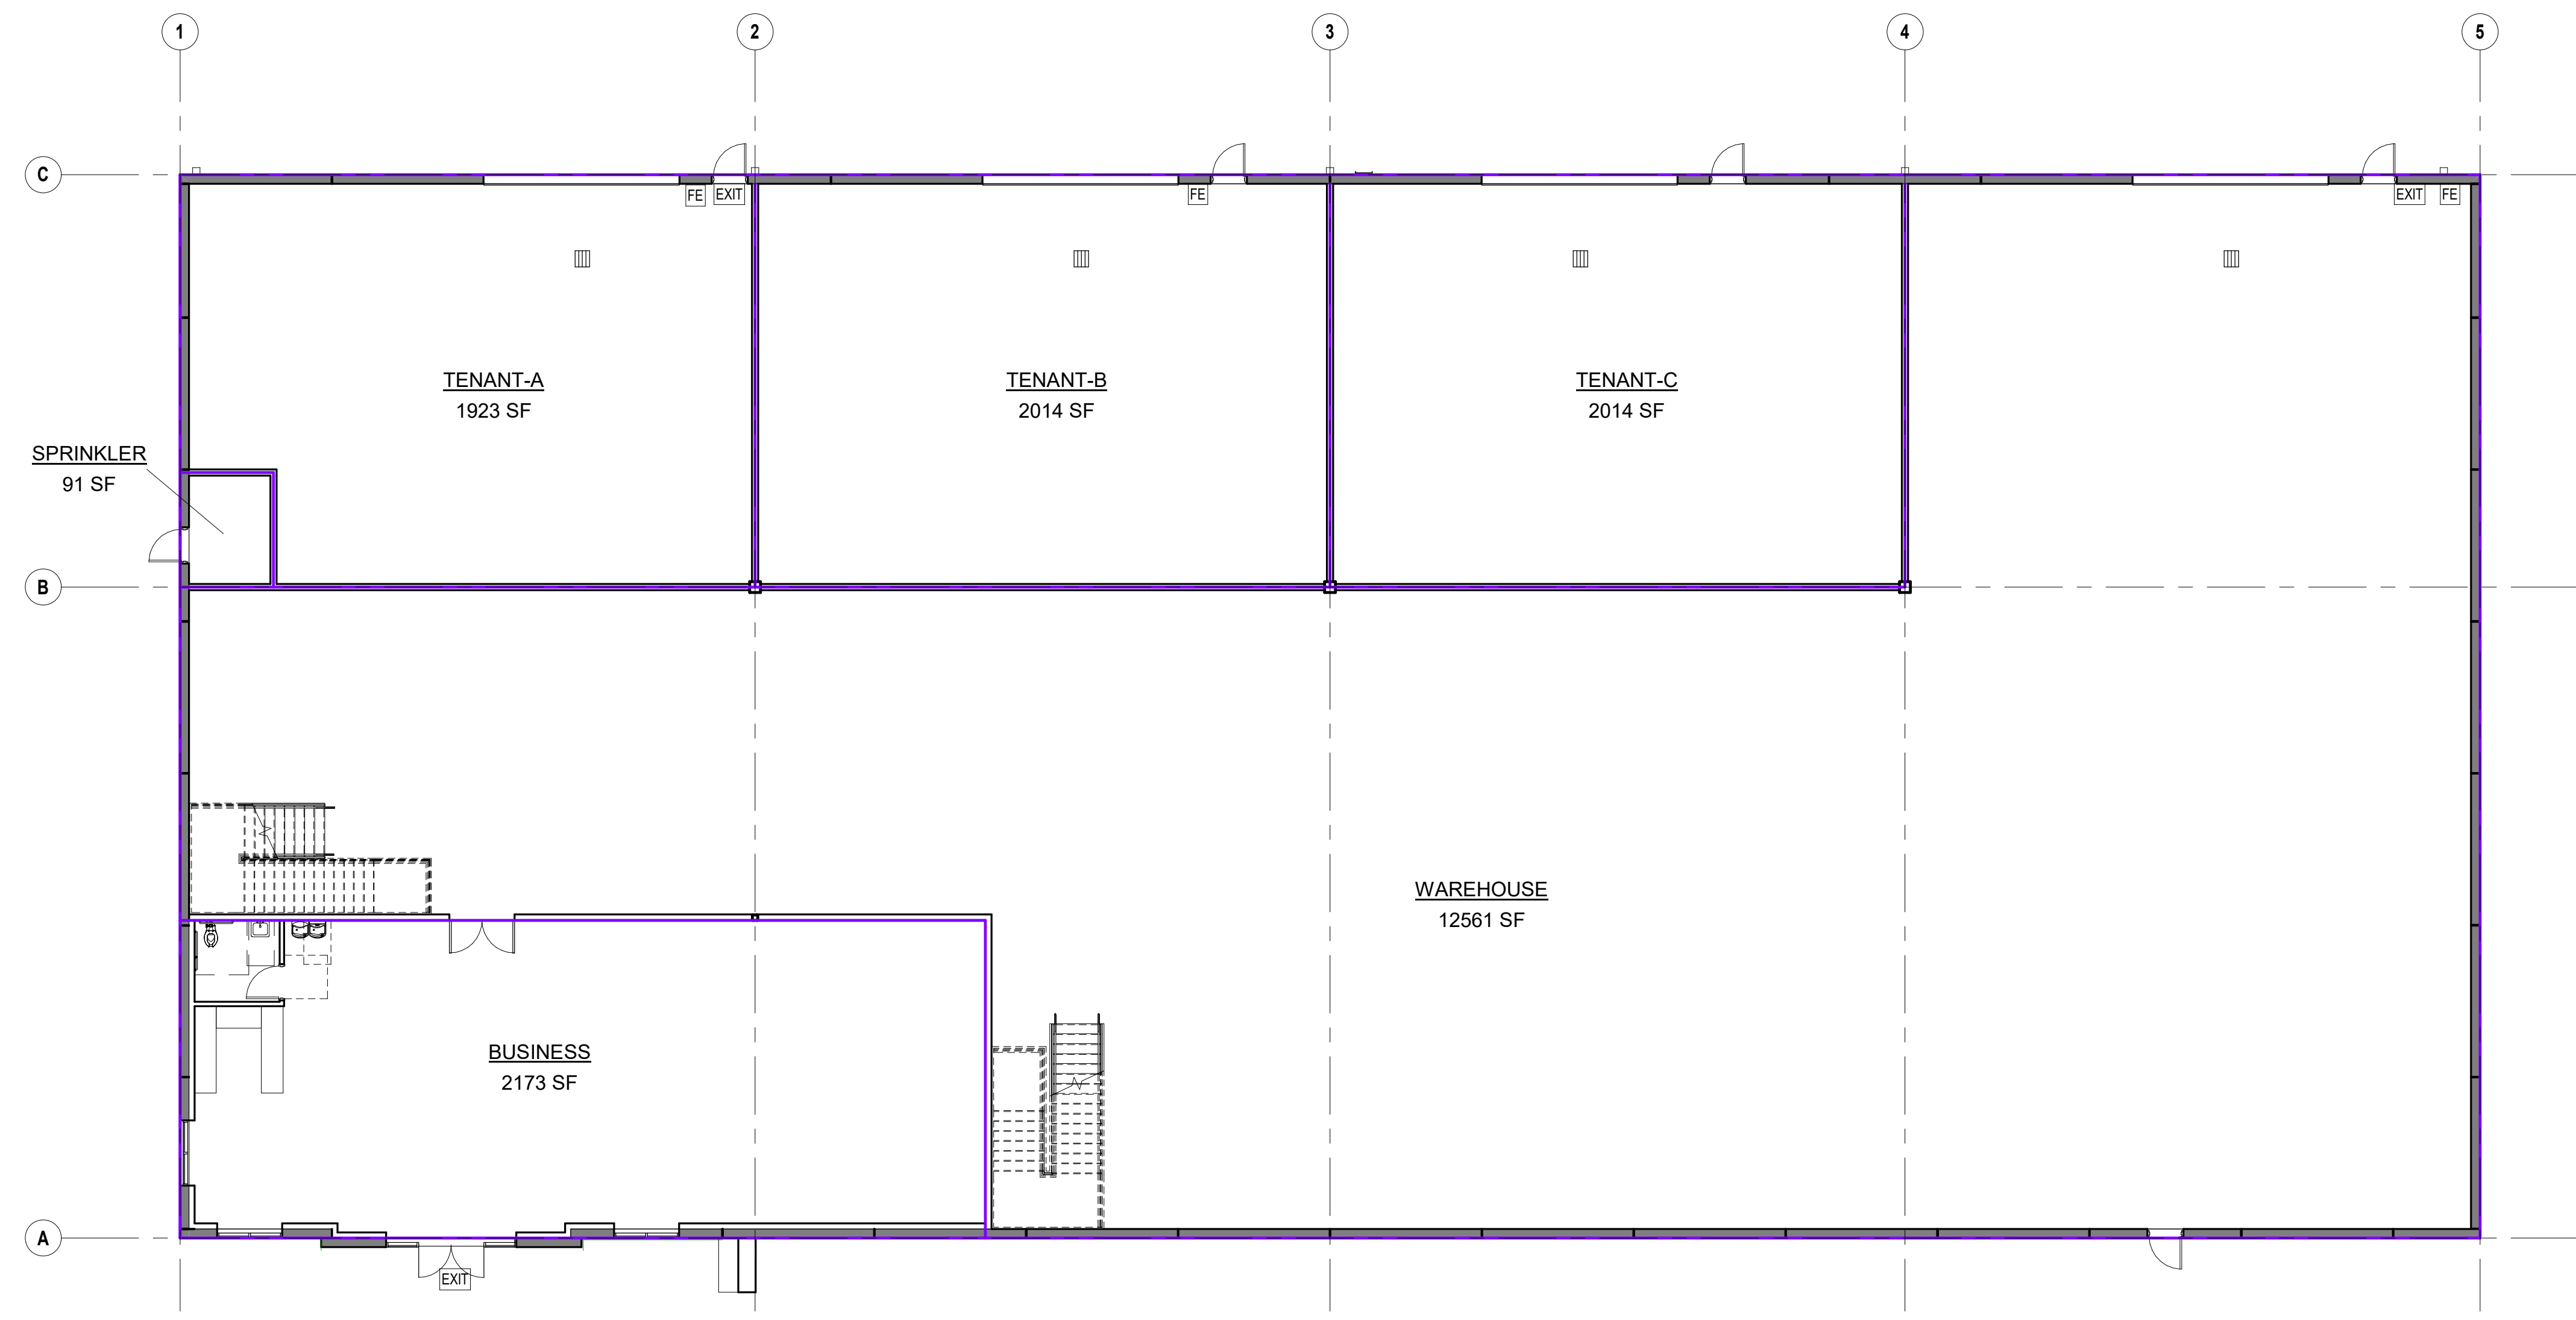 1
2
3
4
5
C
FE
EXIT
FE
EXIT
FE
TENANT-A
1923 SF
TENANT-B
2014 SF
TENANT-C
2014 SF
SPRINKLER
91 SF
B
WAREHOUSE
12561 SF
BUSINESS
2173 SF
A
EXIT